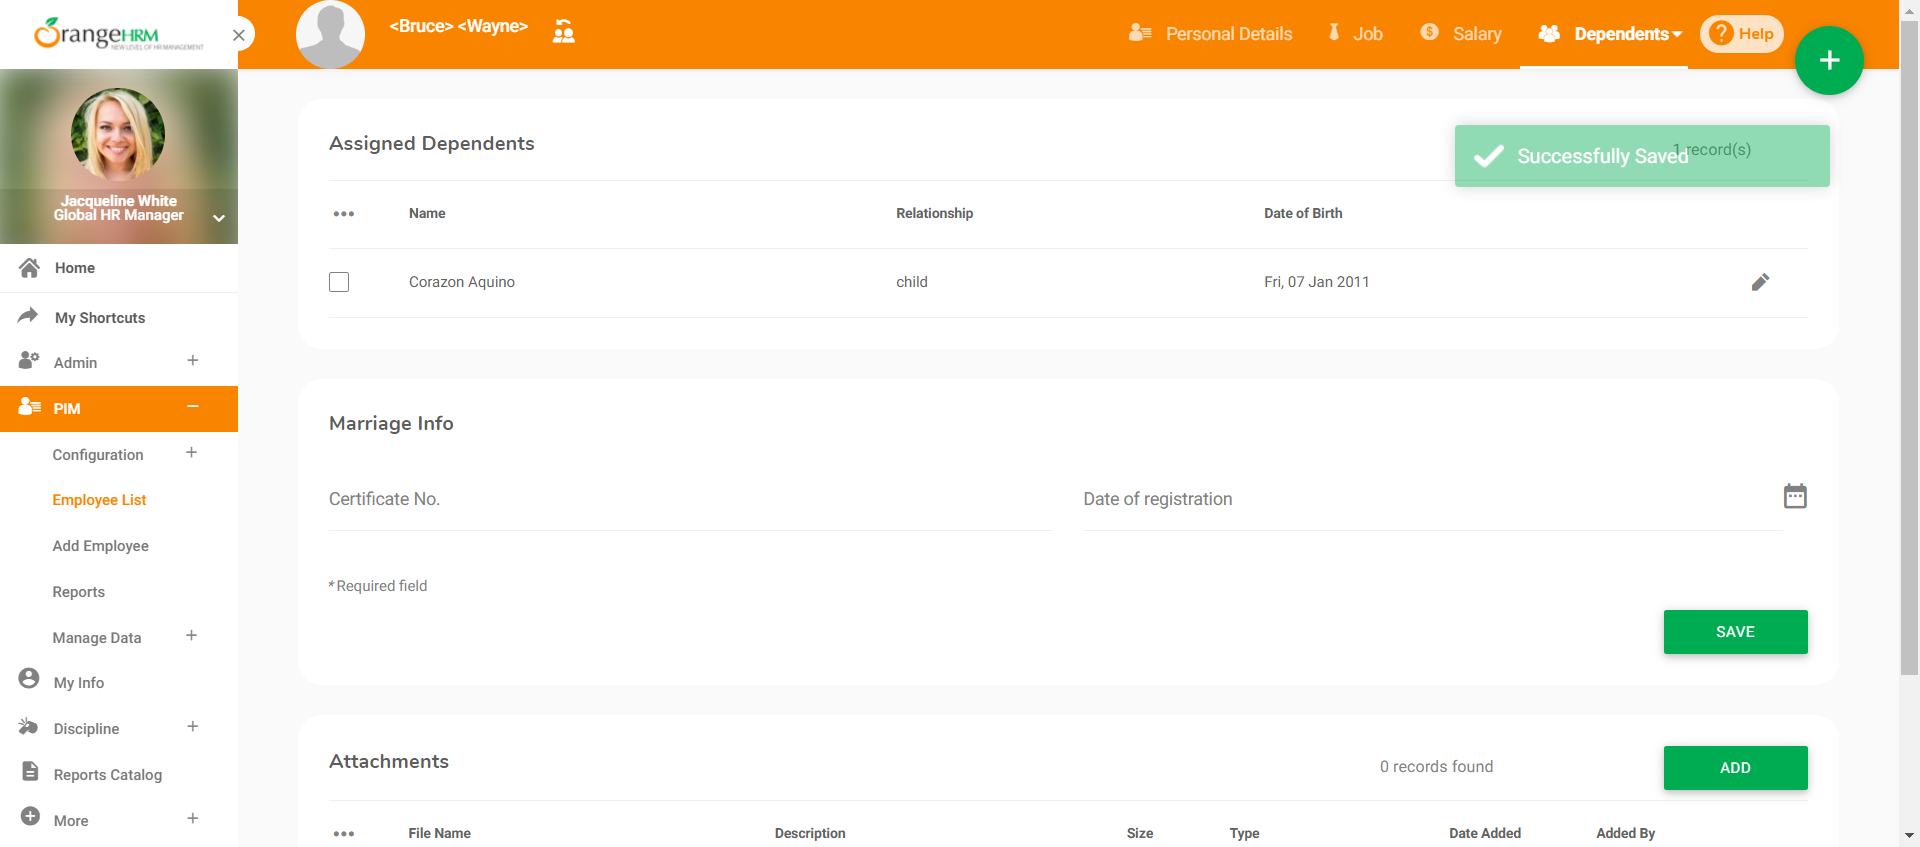 OrangeHRM
NEW LEVEL OF HR MANAGEMENT
<Bruce> <Wayne>
Personal Details
Job
Salary
Dependents
? Help
+
Jacqueline White
Global HR Manager
Home
My Shortcuts
Admin +
PIM −
Configuration +
Employee List
Add Employee
Reports
Manage Data +
My Info
Discipline +
Reports Catalog
More +
Assigned Dependents
1 record(s)
Successfully Saved
Name Relationship Date of Birth
Corazon Aquino child Fri, 07 Jan 2011
Marriage Info
Certificate No. Date of registration
* Required field
SAVE
Attachments 0 records found ADD
File Name Description Size Type Date Added Added By